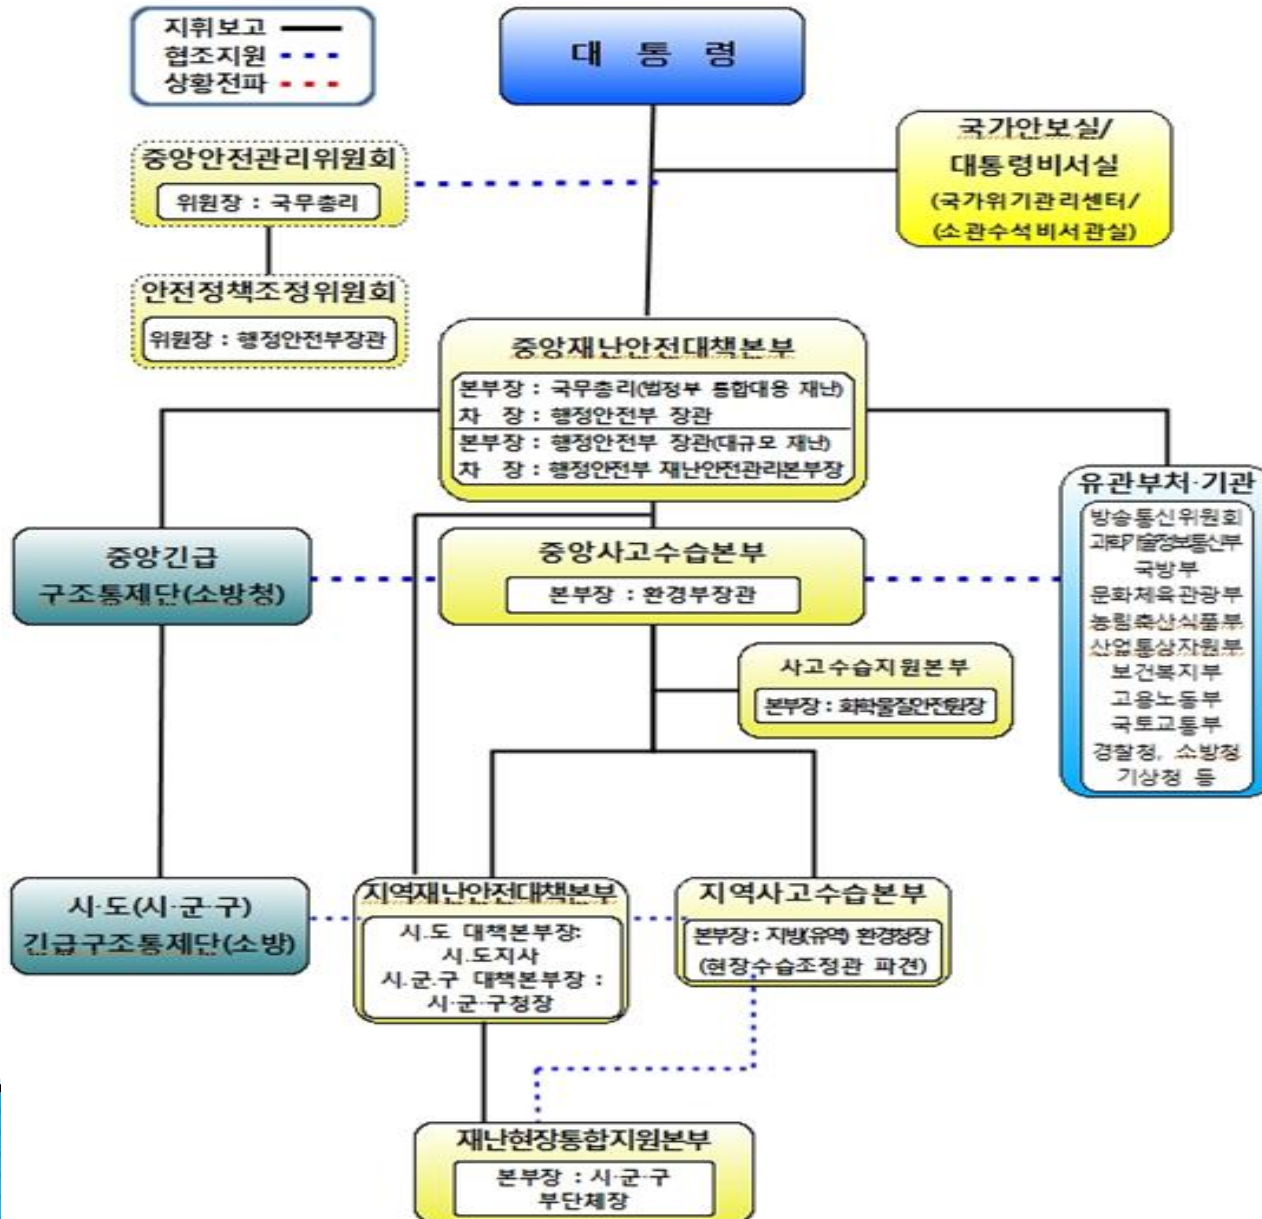 지휘보고
협조지원
상황전파
대 통 령
국가안보실/
대통령비서실
(국가위기관리센터/
(소관수석비서관실)
중앙안전관리위원회
위원장 : 국무총리
안전정책조정위원회
위원장 : 행정안전부장관
중앙재난안전대책본부
본부장 : 국무총리(범정부 통합대응 재난)
차 장 : 행정안전부 장관
본부장 : 행정안전부 장관(대규모 재난)
차 장 : 행정안전부 재난안전관리본부장
유관부처·기관
방송통신위원회
과학기술정보통신부
국방부
문화체육관광부
농림축산식품부
산업통상자원부
보건복지부
고용노동부
국토교통부
경찰청, 소방청
기상청 등
중앙긴급
구조통제단(소방청)
중앙사고수습본부
본부장 : 환경부장관
사고수습지원본부
본부장 : 화학물질안전원장
시·도(시·군·구)
긴급구조통제단(소방)
지역재난안전대책본부
시.도 대책본부장:
시.도지사
시.군.구 대책본부장 :
시·군·구청장
지역사고수습본부
본부장 : 지방(유역) 환경청장
(현장수습조정관 파견)
재난현장통합지원본부
본부장 : 시·군·구
부단체장